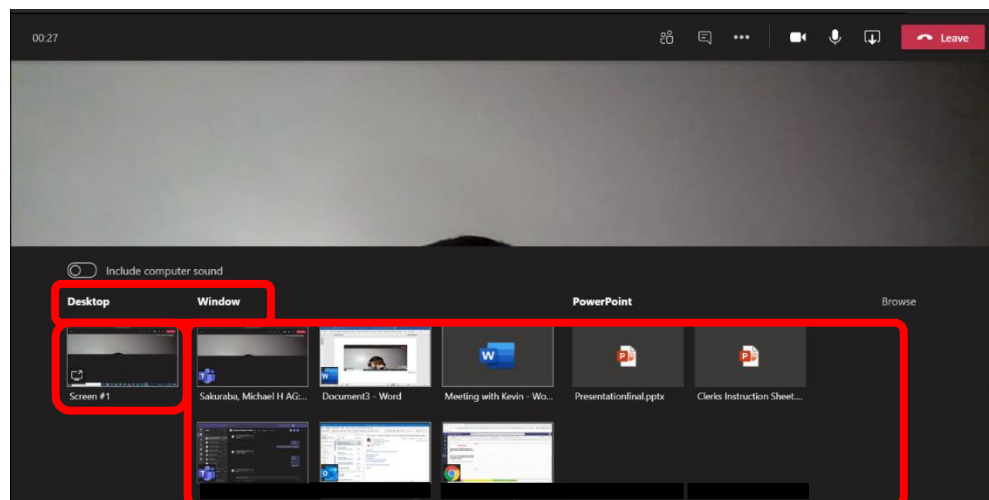 00:27
Leave
Include computer sound
Desktop Window PowerPoint Browse
Screen #1 Sakuraba, Michael H AG:... Document3 - Word Meeting with Kevin - Wo... Presentationfinal.pptx Clerks Instruction Sheet....